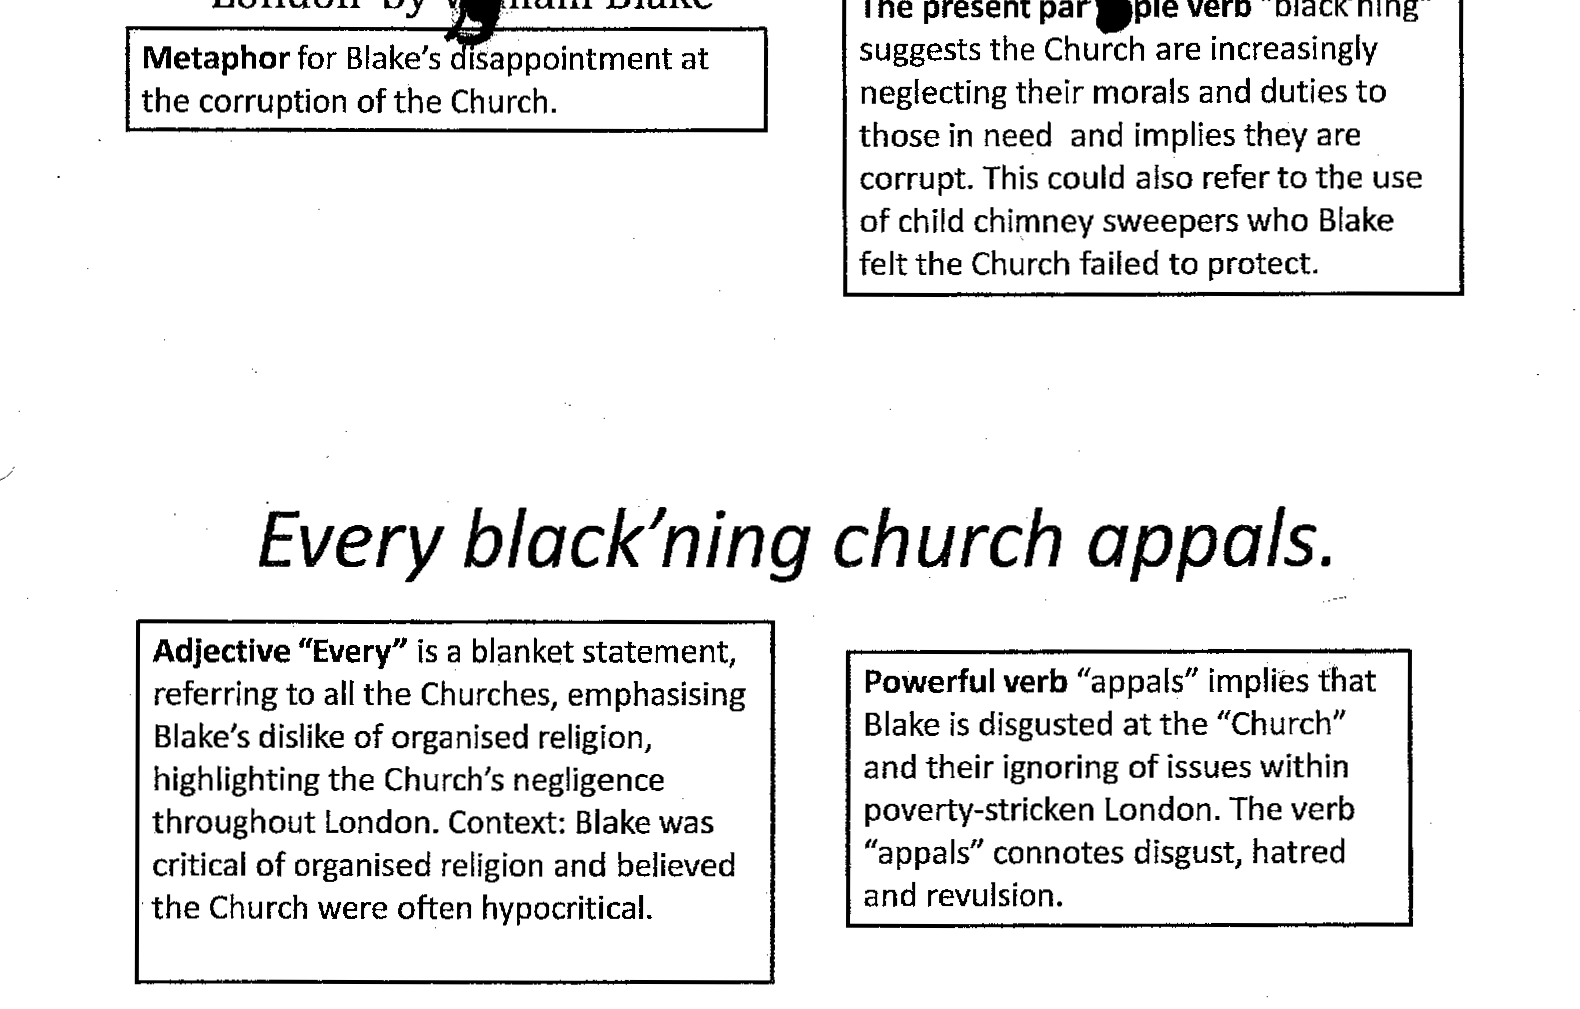 London by Blake
Metaphor for Blake's disappointment at
the corruption of the Church.
The present verb "black'ning"
suggests the Church are increasingly
neglecting their morals and duties to
those in need and implies they are
corrupt. This could also refer to the use
of child chimney sweepers who Blake
felt the Church failed to protect.
Every black'ning church appals.
Adjective "Every" is a blanket statement,
referring to all the Churches, emphasising
Blake's dislike of organised religion,
highlighting the Church's negligence
throughout London. Context: Blake was
critical of organised religion and believed
the Church were often hypocritical.
Powerful verb "appals" implies that
Blake is disgusted at the "Church"
and their ignoring of issues within
poverty-stricken London. The verb
"appals" connotes disgust, hatred
and revulsion.